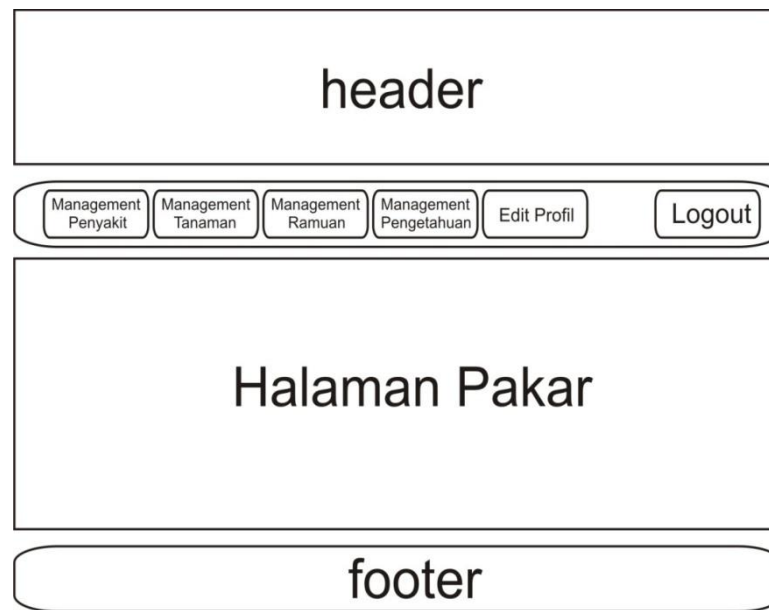 header
Management
Penyakit
Management
Tanaman
Management
Ramuan
Management
Pengetahuan
Edit Profil
Logout
Halaman Pakar
footer